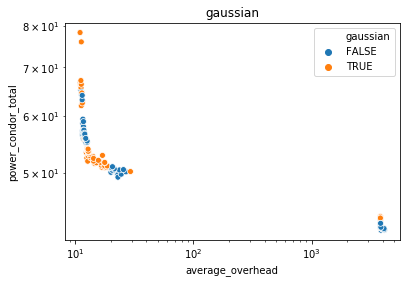 gaussian
8 × 10¹
7 × 10¹
6 × 10¹
5 × 10¹
power_condor_total
gaussian
FALSE
TRUE
10¹ 10² 10³
average_overhead